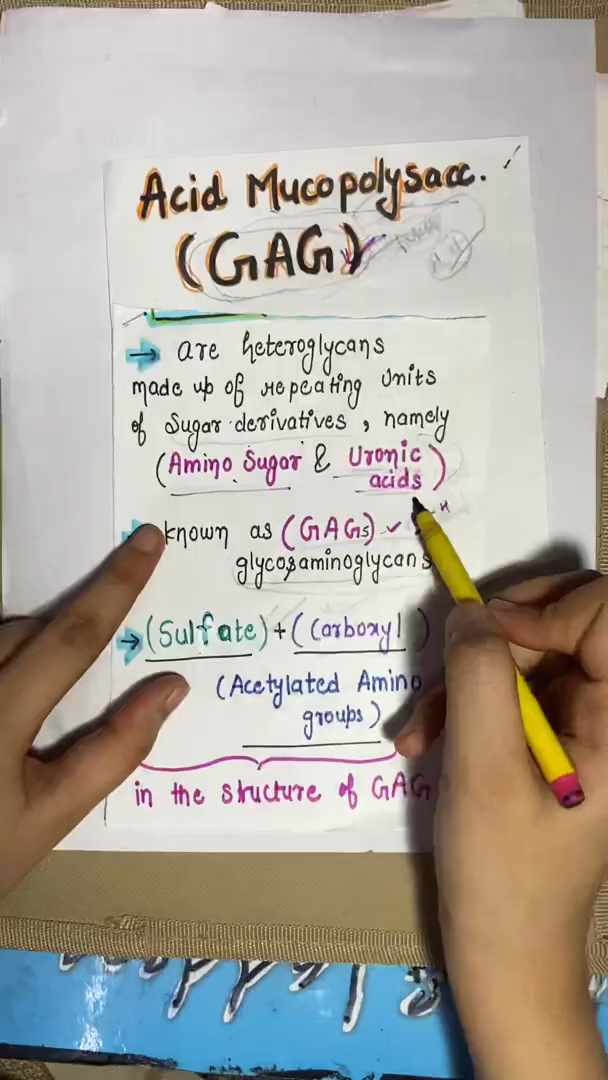 Acid Mucopolysacc.
(GAG)
→ are heteroglycans
made up of repeating Units
of Sugar derivatives, namely
(Amino Sugar & Uronic
acids)
known as (GAGs) ✓
glycosaminoglycans
→ (Sulfate) + (Carboxyl)
(Acetylated Amino
groups)
in the structure of GAG